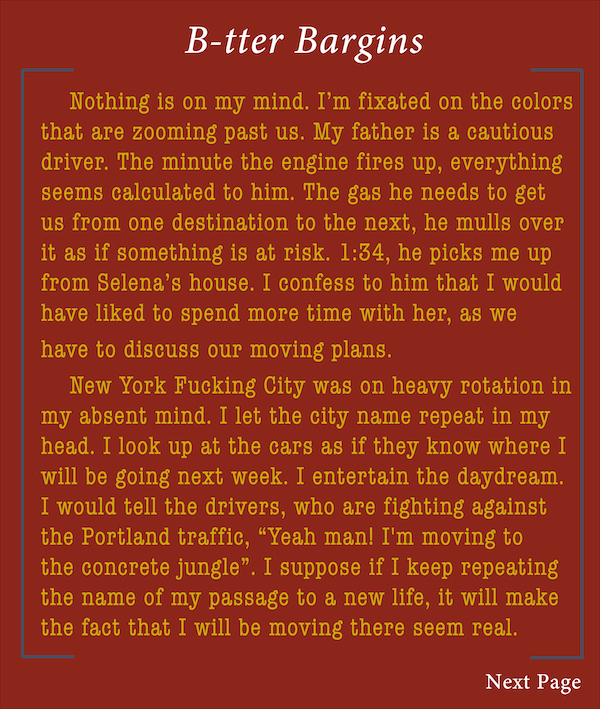 B-tter Bargins
Nothing is on my mind. I'm fixated on the colors
that are zooming past us. My father is a cautious
driver. The minute the engine fires up, everything
seems calculated to him. The gas he needs to get
us from one destination to the next, he mulls over
it as if something is at risk. 1:34, he picks me up
from Selena's house. I confess to him that I would
have liked to spend more time with her, as we
have to discuss our moving plans.
New York Fucking City was on heavy rotation in
my absent mind. I let the city name repeat in my
head. I look up at the cars as if they know where I
will be going next week. I entertain the daydream.
I would tell the drivers, who are fighting against
the Portland traffic, “Yeah man! I'm moving to
the concrete jungle”. I suppose if I keep repeating
the name of my passage to a new life, it will make
the fact that I will be moving there seem real.
Next Page